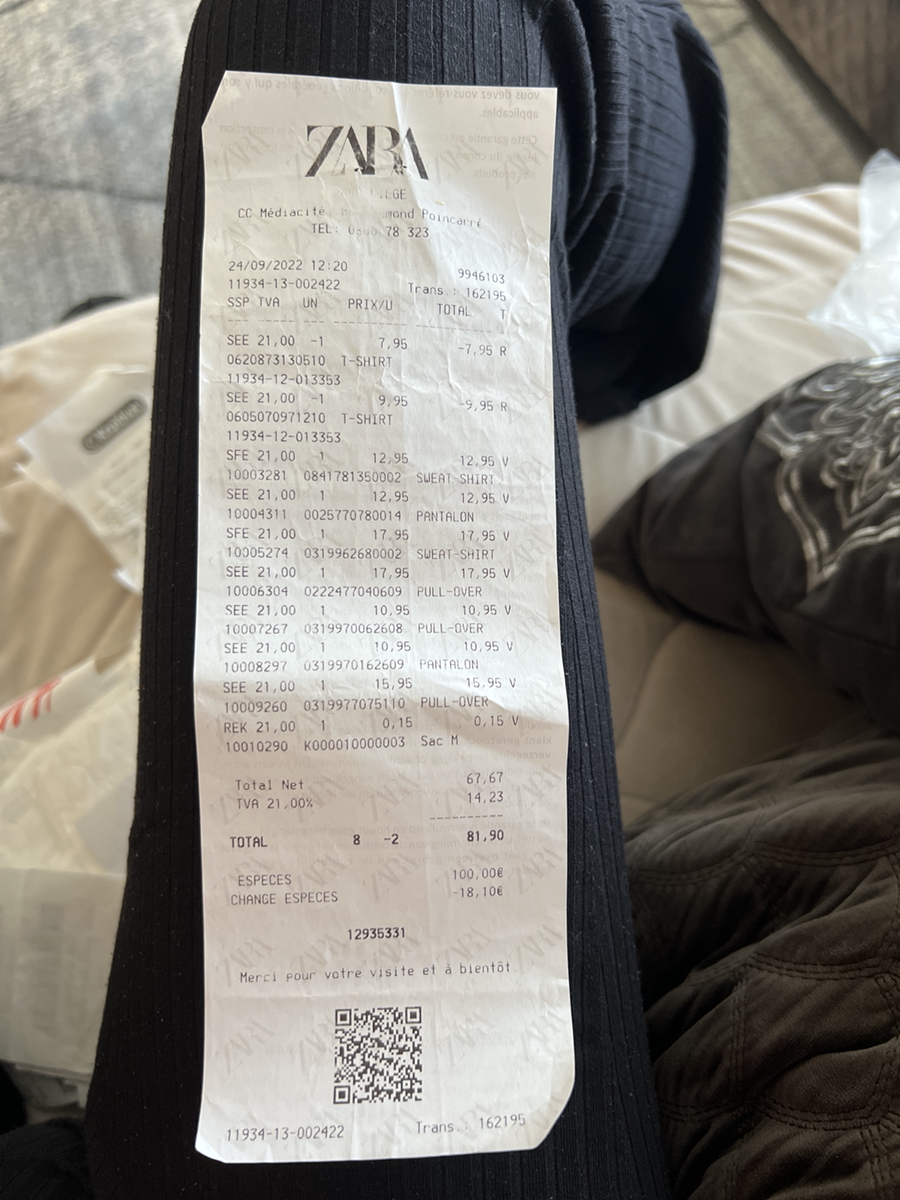 ZARA
CC Médiacité, Poincarré
TEL: 78 323
24/09/2022 12:20 9946103
11934-13-002422 Trans.: 162195
SSP TVA UN PRIX/U TOTAL T
SEE 21,00 -1 7,95 -7,95 R
0620873130510 T-SHIRT
11934-12-013353
SEE 21,00 -1 9,95 -9,95 R
0605070971210 T-SHIRT
11934-12-013353
SFE 21,00 1 12,95 12,95 V
10003281 0841781350002 SWEAT-SHIRT
SEE 21,00 1 12,95 12,95 V
10004311 0025770780014 PANTALON
SFE 21,00 1 17,95 17,95 V
10005274 0319962680002 SWEAT-SHIRT
SEE 21,00 1 17,95 17,95 V
10006304 0222477040609 PULL-OVER
SEE 21,00 1 10,95 10,95 V
10007267 0319970062608 PULL-OVER
SEE 21,00 1 10,95 10,95 V
10008297 0319970162609 PANTALON
SEE 21,00 1 15,95 15,95 V
10009260 0319977075110 PULL-OVER
REK 21,00 1 0,15 0,15 V
10010290 K000010000003 Sac M
Total Net 67,67
TVA 21,00% 14,23
TOTAL 8 -2 81,90
ESPECES 100,00€
CHANGE ESPECES -18,10€
12935331
Merci pour votre visite et à bientôt
11934-13-002422 Trans.: 162195